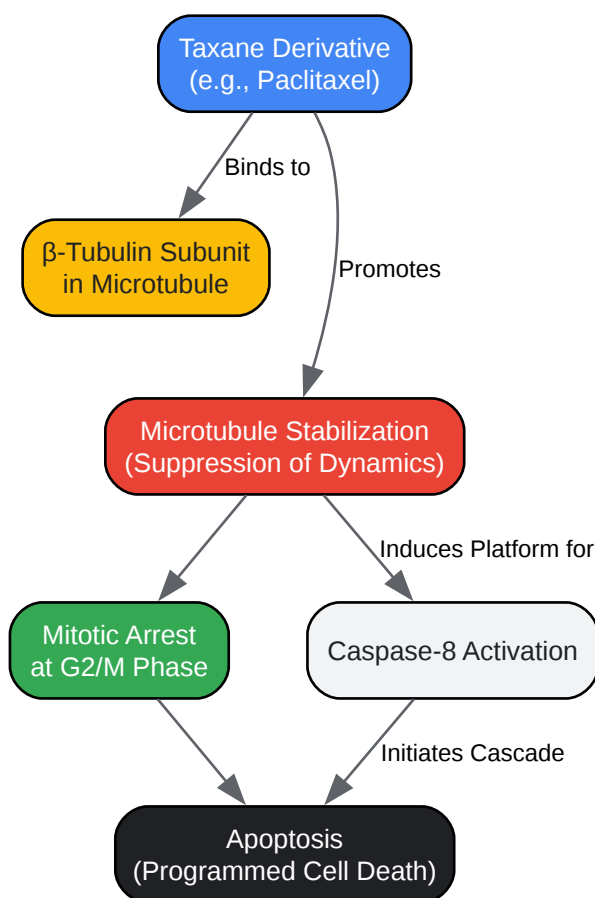 Taxane Derivative
(e.g., Paclitaxel)
Binds to
β-Tubulin Subunit
in Microtubule
Promotes
Microtubule Stabilization
(Suppression of Dynamics)
Induces Platform for
Mitotic Arrest
at G2/M Phase
Caspase-8 Activation
Initiates Cascade
Apoptosis
(Programmed Cell Death)